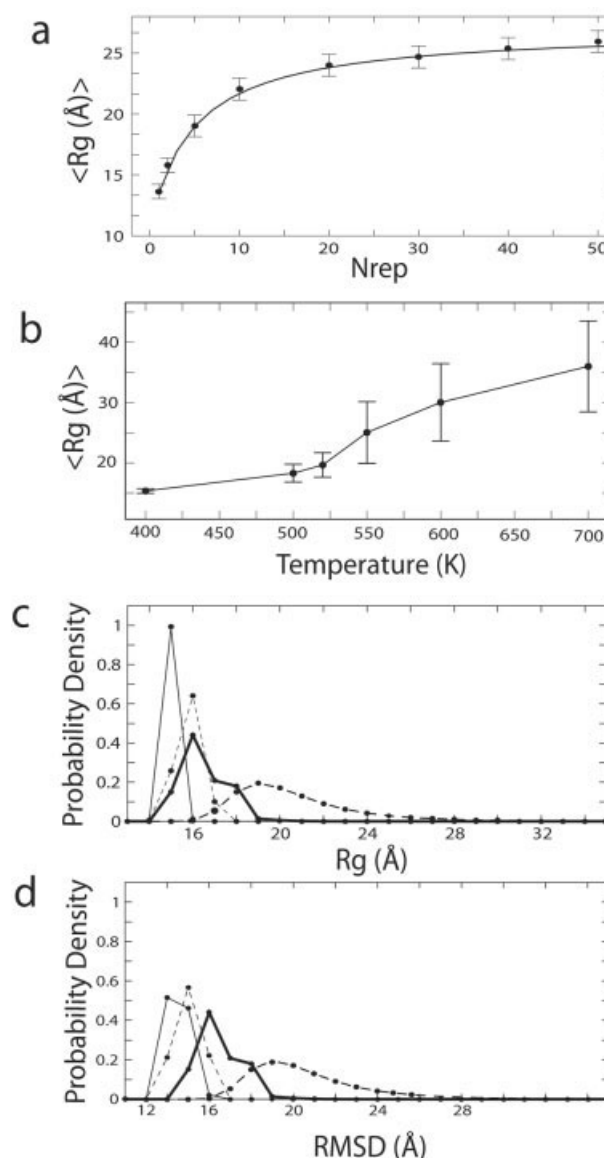 a
<Rg (Å)>
25
20
15
10
0 10 20 30 40 50
Nrep
b
<Rg (Å)>
40
30
20
400 450 500 550 600 650 700
Temperature (K)
c
Probability Density
1
0.8
0.6
0.4
0.2
0
16 20 24 28 32
Rg (Å)
d
Probability Density
1
0.8
0.6
0.4
0.2
0
12 16 20 24 28
RMSD (Å)